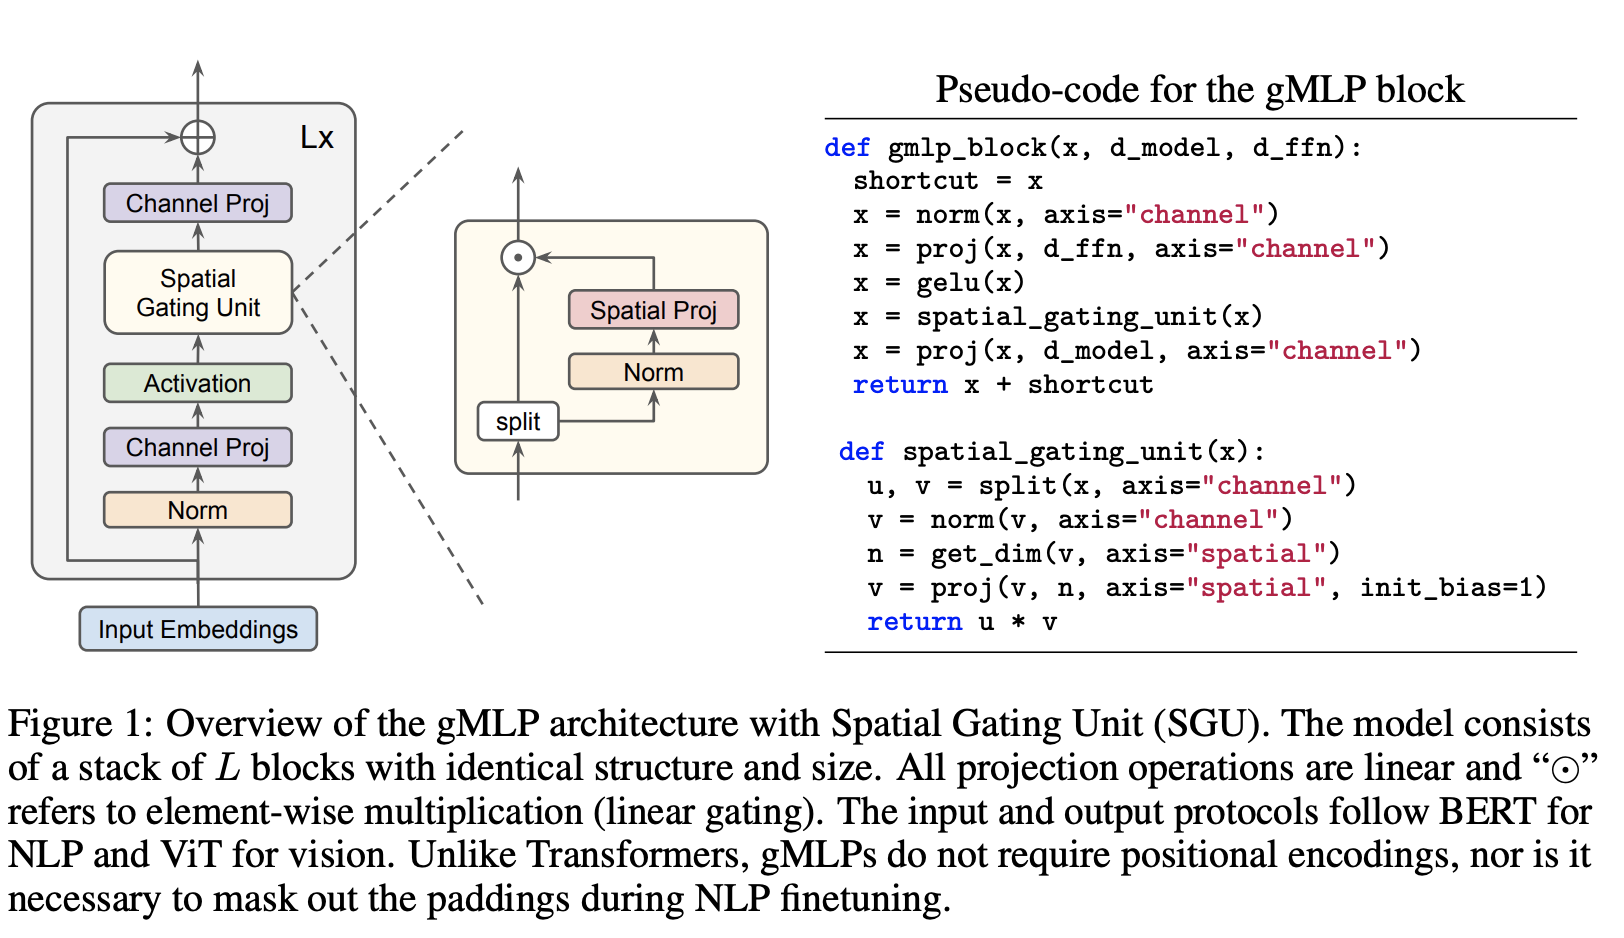 Lx
Channel Proj
Spatial
Gating Unit
Activation
Channel Proj
Norm
Input Embeddings
Spatial Proj
Norm
split
Pseudo-code for the gMLP block
def gmlp_block(x, d_model, d_ffn):
shortcut = x
x = norm(x, axis="channel")
x = proj(x, d_ffn, axis="channel")
x = gelu(x)
x = spatial_gating_unit(x)
x = proj(x, d_model, axis="channel")
return x + shortcut
def spatial_gating_unit(x):
u, v = split(x, axis="channel")
v = norm(v, axis="channel")
n = get_dim(v, axis="spatial")
v = proj(v, n, axis="spatial", init_bias=1)
return u * v
Figure 1: Overview of the gMLP architecture with Spatial Gating Unit (SGU). The model consists
of a stack of L blocks with identical structure and size. All projection operations are linear and “⊙”
refers to element-wise multiplication (linear gating). The input and output protocols follow BERT for
NLP and ViT for vision. Unlike Transformers, gMLPs do not require positional encodings, nor is it
necessary to mask out the paddings during NLP finetuning.